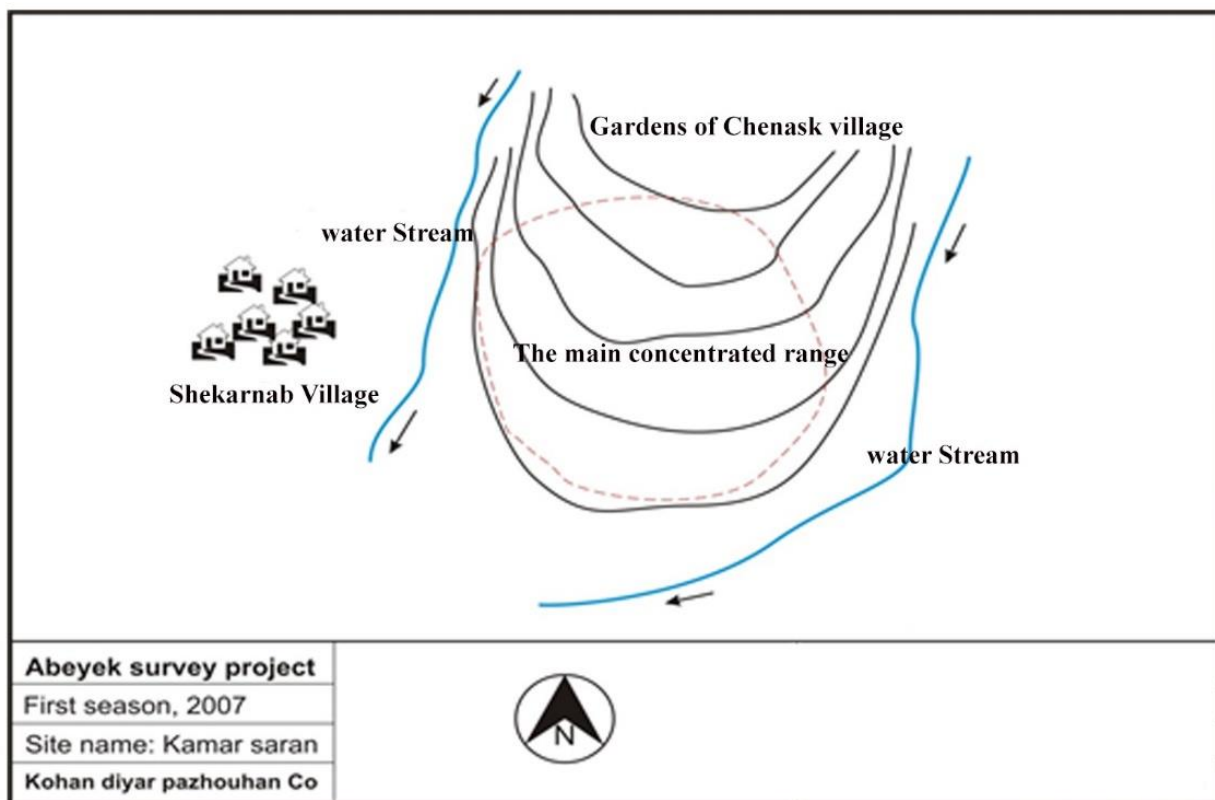 Gardens of Chenask village
water Stream
The main concentrated range
Shekarnab Village
water Stream
Abeyek survey project
First season, 2007
Site name: Kamar saran
Kohan diyar pazhouhan Co
N